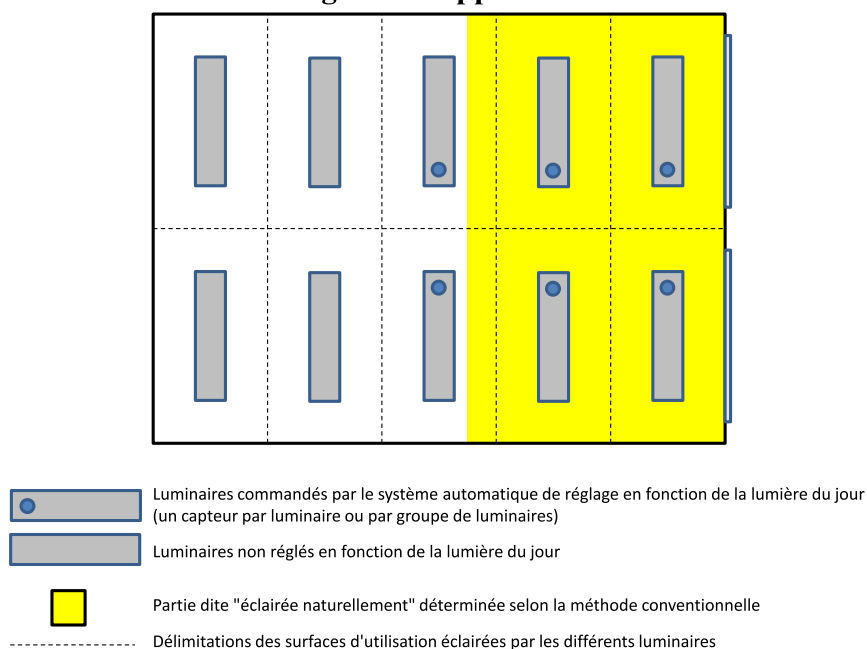 Luminaires commandés par le système automatique de réglage en fonction de la lumière du jour
(un capteur par luminaire ou par groupe de luminaires)
Luminaires non réglés en fonction de la lumière du jour
Partie dite "éclairée naturellement" déterminée selon la méthode conventionnelle
Délimitations des surfaces d'utilisation éclairées par les différents luminaires